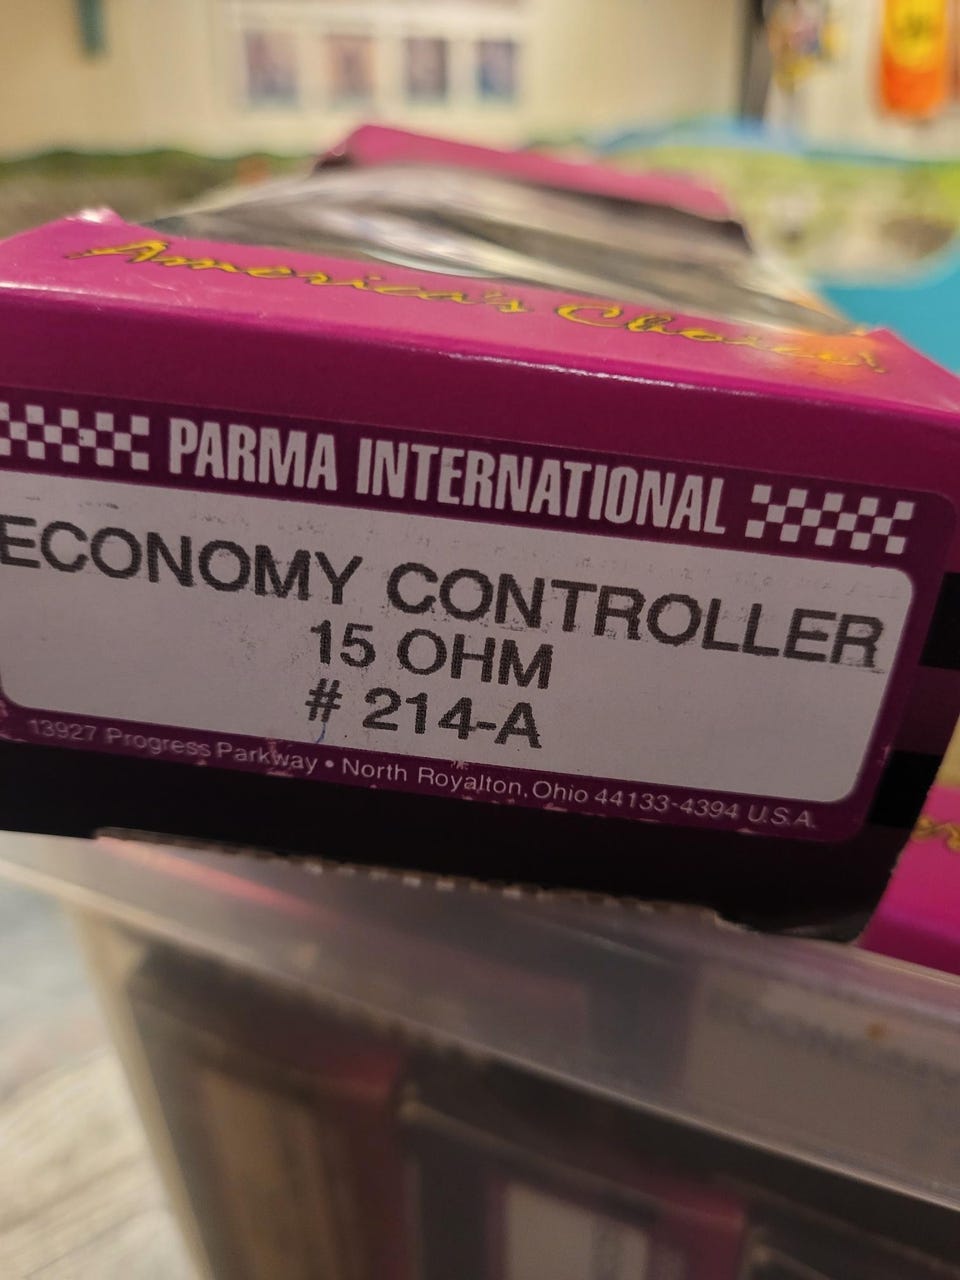 America's Choice!
PARMA INTERNATIONAL
ECONOMY CONTROLLER
15 OHM
# 214-A
13927 Progress Parkway • North Royalton, Ohio 44133-4394 U.S.A.